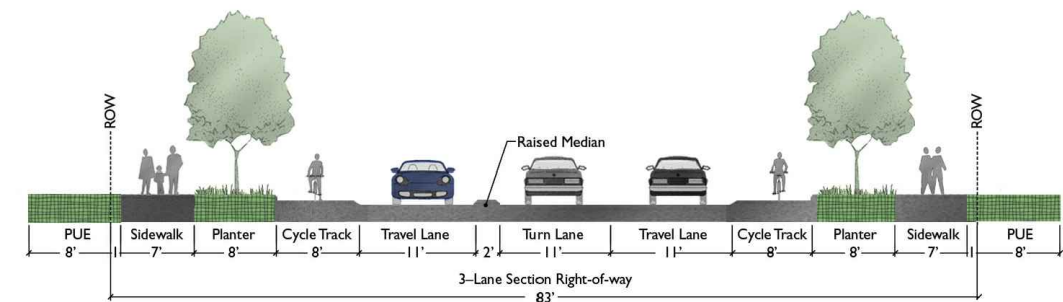 ROW
ROW
Raised Median
PUE Sidewalk Planter Cycle Track Travel Lane Turn Lane Travel Lane Cycle Track Planter Sidewalk PUE
8' 1' 7' 8' 8' 11' 2' 11' 11' 8' 8' 7' 1' 8'
3–Lane Section Right-of-way
83'